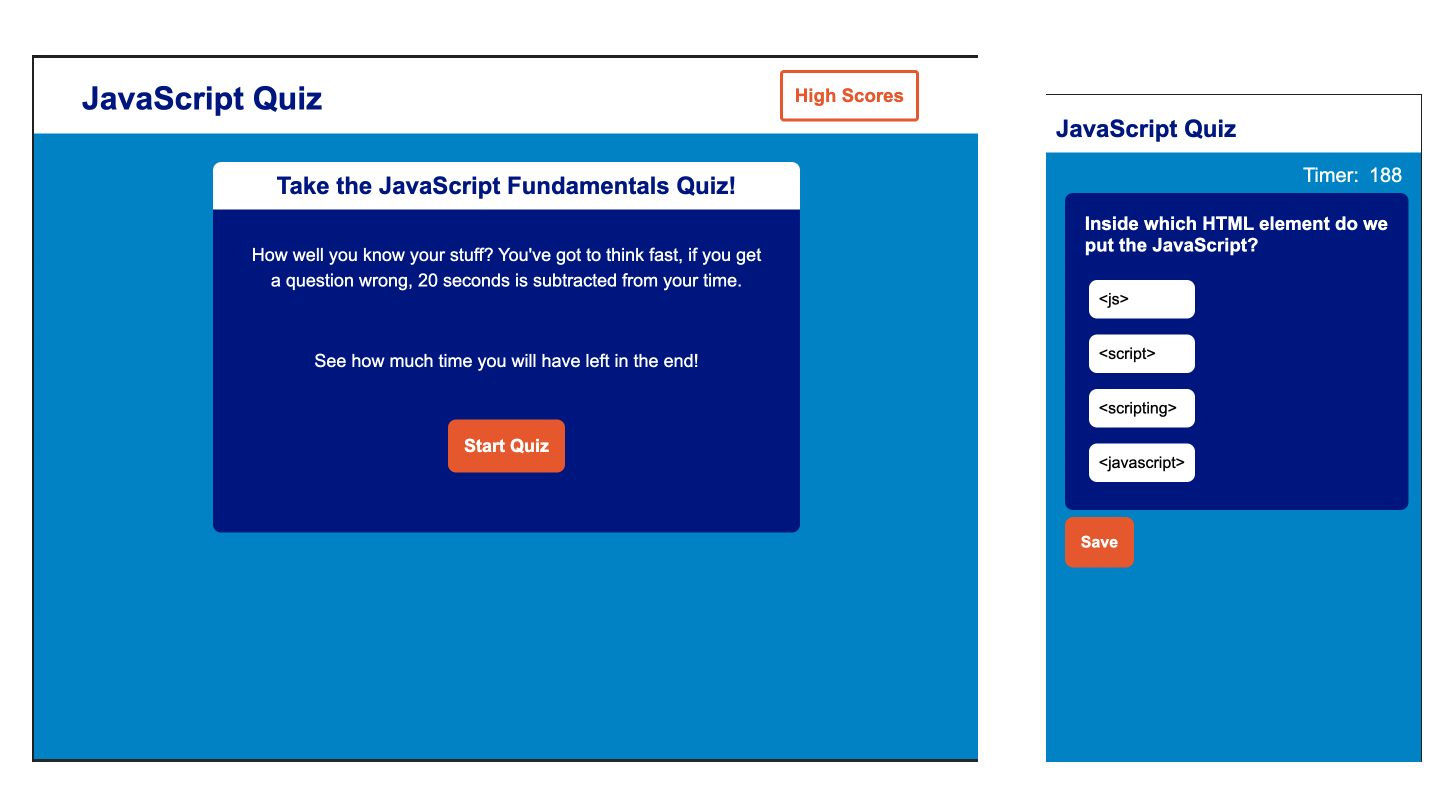 JavaScript Quiz
High Scores
Take the JavaScript Fundamentals Quiz!
How well you know your stuff? You've got to think fast, if you get
a question wrong, 20 seconds is subtracted from your time.
See how much time you will have left in the end!
Start Quiz
JavaScript Quiz
Timer: 188
Inside which HTML element do we
put the JavaScript?
<js>
<script>
<scripting>
<javascript>
Save